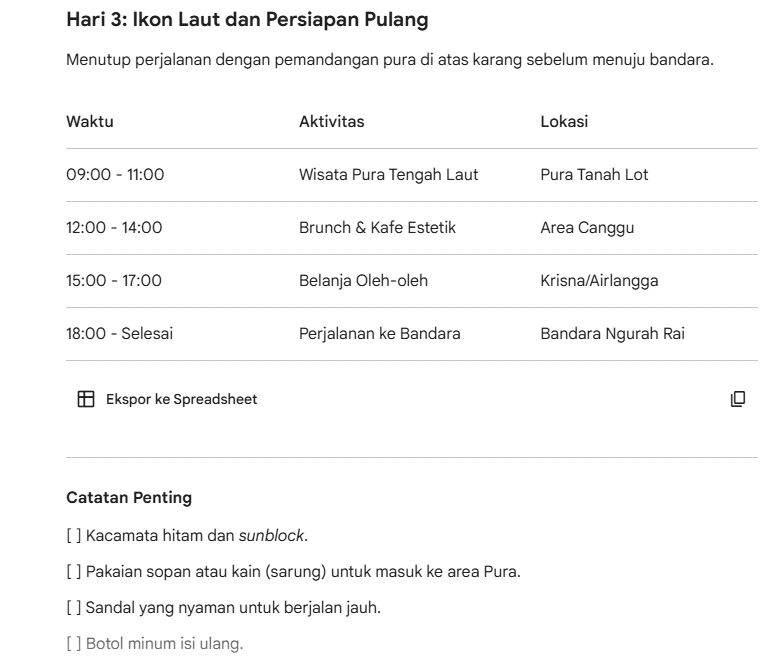 Hari 3: Ikon Laut dan Persiapan Pulang
Menutup perjalanan dengan pemandangan pura di atas karang sebelum menuju bandara.
Waktu Aktivitas Lokasi
09:00 - 11:00 Wisata Pura Tengah Laut Pura Tanah Lot
12:00 - 14:00 Brunch & Kafe Estetik Area Canggu
15:00 - 17:00 Belanja Oleh-oleh Krisna/Airlangga
18:00 - Selesai Perjalanan ke Bandara Bandara Ngurah Rai
Ekspor ke Spreadsheet
Catatan Penting
[ ] Kacamata hitam dan sunblock.
[ ] Pakaian sopan atau kain (sarung) untuk masuk ke area Pura.
[ ] Sandal yang nyaman untuk berjalan jauh.
[ ] Botol minum isi ulang.